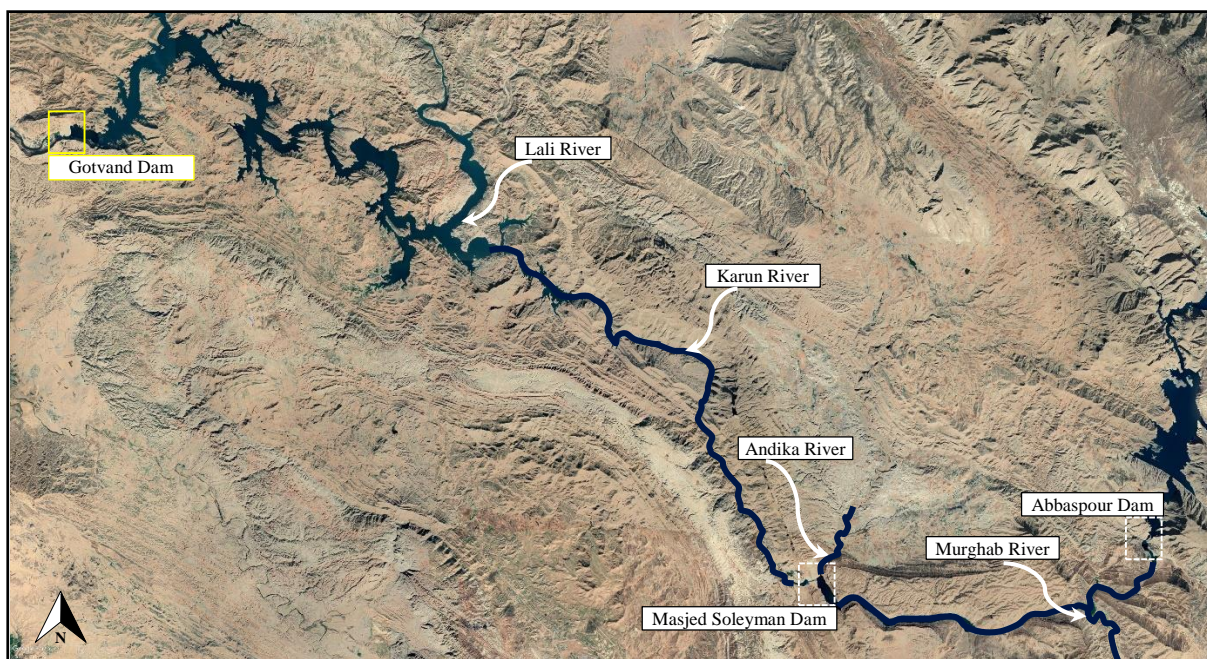 Lali River
Gotvand Dam
Karun River
Andika River
Abbaspour Dam
Murghab River
Masjed Soleyman Dam
N